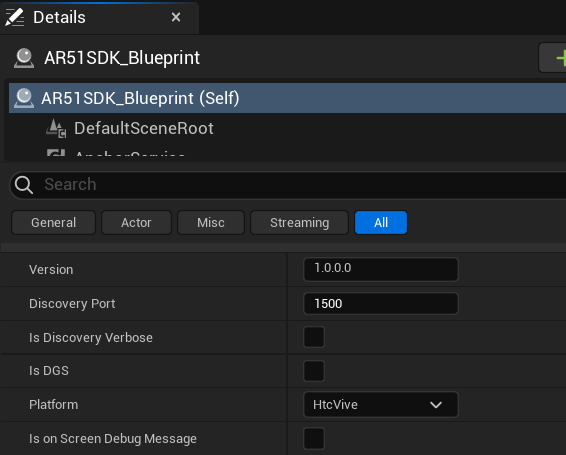 Details
AR51SDK_Blueprint
AR51SDK_Blueprint (Self)
DefaultSceneRoot
AnchorService
Search
General Actor Misc Streaming All
Version 1.0.0.0
Discovery Port 1500
Is Discovery Verbose
Is DGS
Platform HtcVive
Is on Screen Debug Message